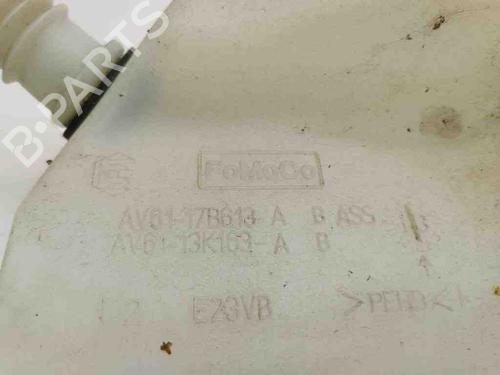 B-PARTS
FoMoCo
AV61-17B613-A B ASS
AV61-13K163-A B
E23VB
>PEHD<